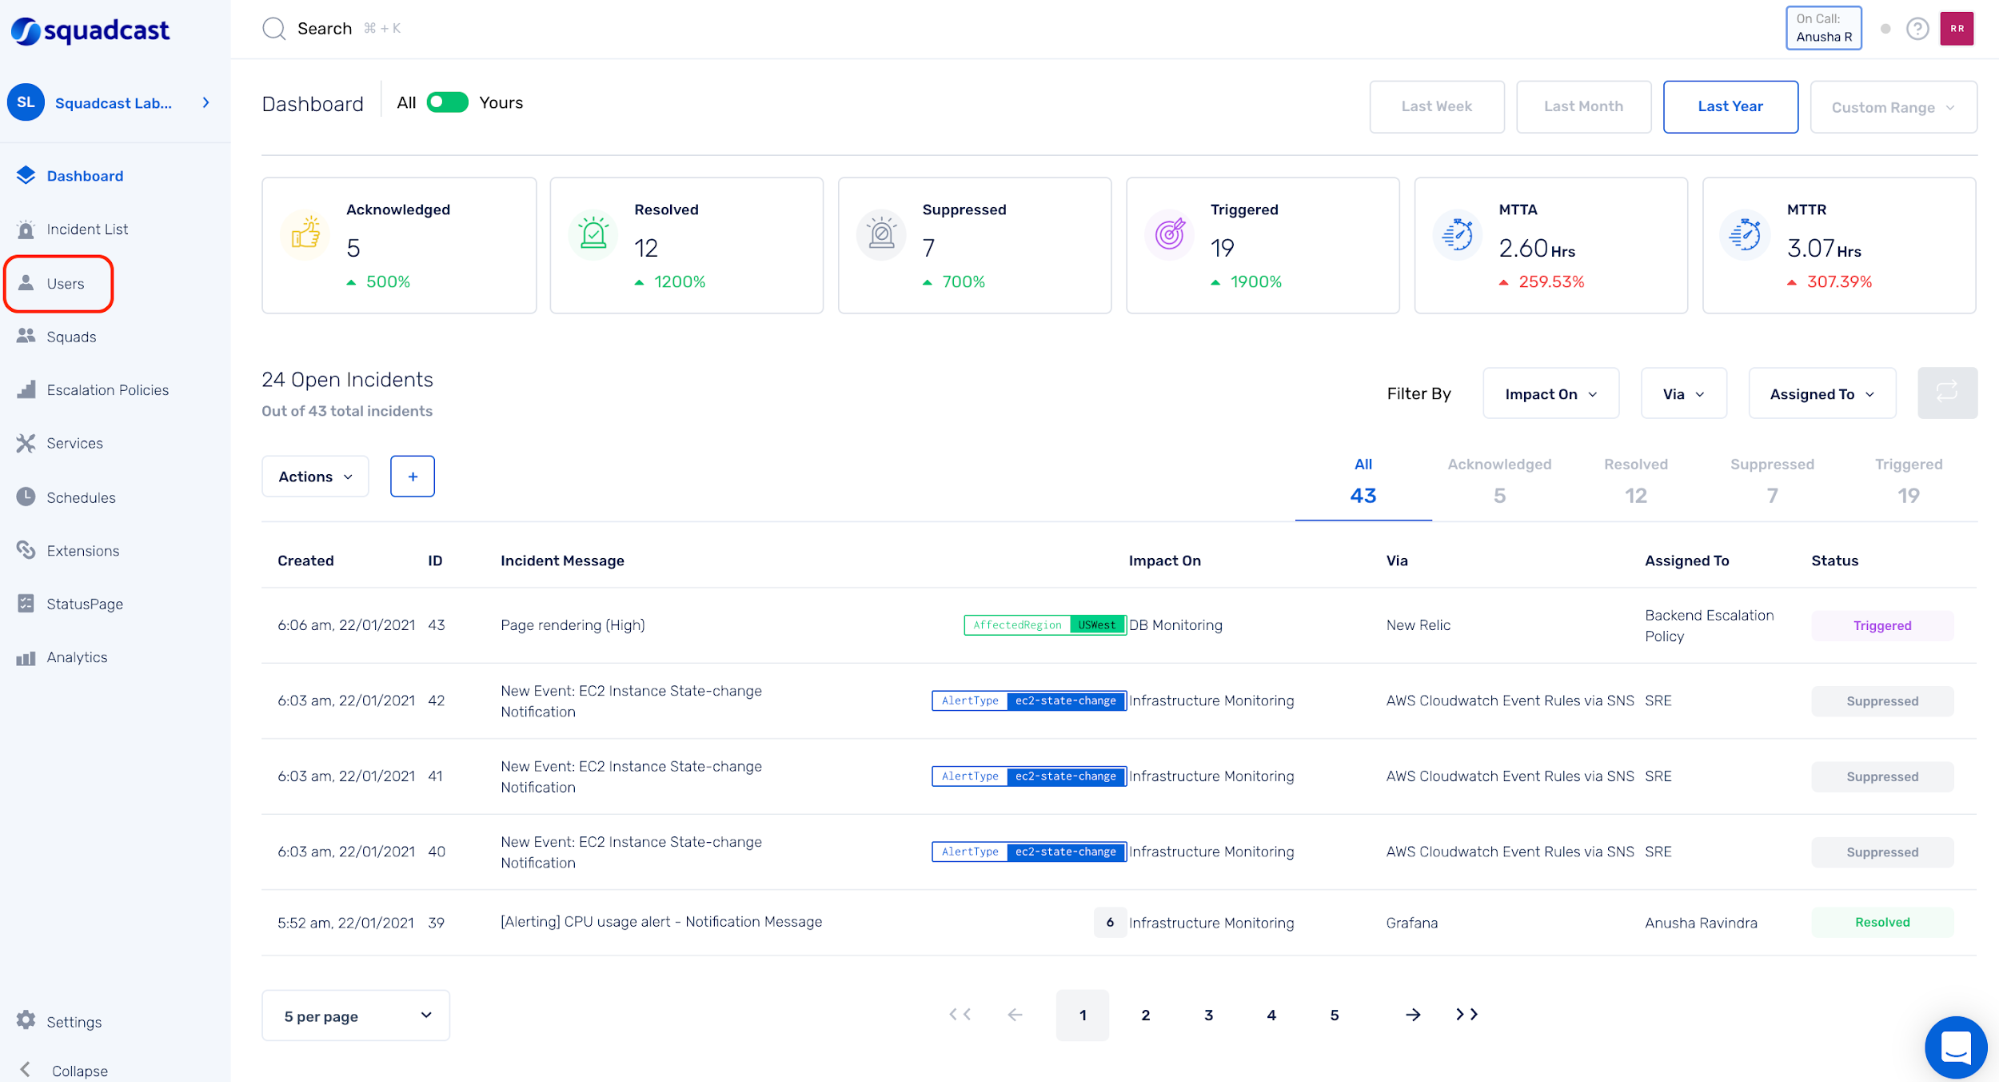 squadcast
Search ⌘ + K
On Call:
Anusha R
RR
SL Squadcast Lab...
Dashboard
Incident List
Users
Squads
Escalation Policies
Services
Schedules
Extensions
StatusPage
Analytics
Settings
Collapse
Dashboard All Yours
Last Week Last Month Last Year Custom Range
Acknowledged
5
500%
Resolved
12
1200%
Suppressed
7
700%
Triggered
19
1900%
MTTA
2.60 Hrs
259.53%
MTTR
3.07 Hrs
307.39%
24 Open Incidents
Out of 43 total incidents
Filter By Impact On Via Assigned To
Actions +
All Acknowledged Resolved Suppressed Triggered
43 5 12 7 19
Created ID Incident Message Impact On Via Assigned To Status
6:06 am, 22/01/2021 43 Page rendering (High) AffectedRegion USWest DB Monitoring New Relic Backend Escalation Policy Triggered
6:03 am, 22/01/2021 42 New Event: EC2 Instance State-change Notification AlertType ec2-state-change Infrastructure Monitoring AWS Cloudwatch Event Rules via SNS SRE Suppressed
6:03 am, 22/01/2021 41 New Event: EC2 Instance State-change Notification AlertType ec2-state-change Infrastructure Monitoring AWS Cloudwatch Event Rules via SNS SRE Suppressed
6:03 am, 22/01/2021 40 New Event: EC2 Instance State-change Notification AlertType ec2-state-change Infrastructure Monitoring AWS Cloudwatch Event Rules via SNS SRE Suppressed
5:52 am, 22/01/2021 39 [Alerting] CPU usage alert - Notification Message 6 Infrastructure Monitoring Grafana Anusha Ravindra Resolved
5 per page
1 2 3 4 5